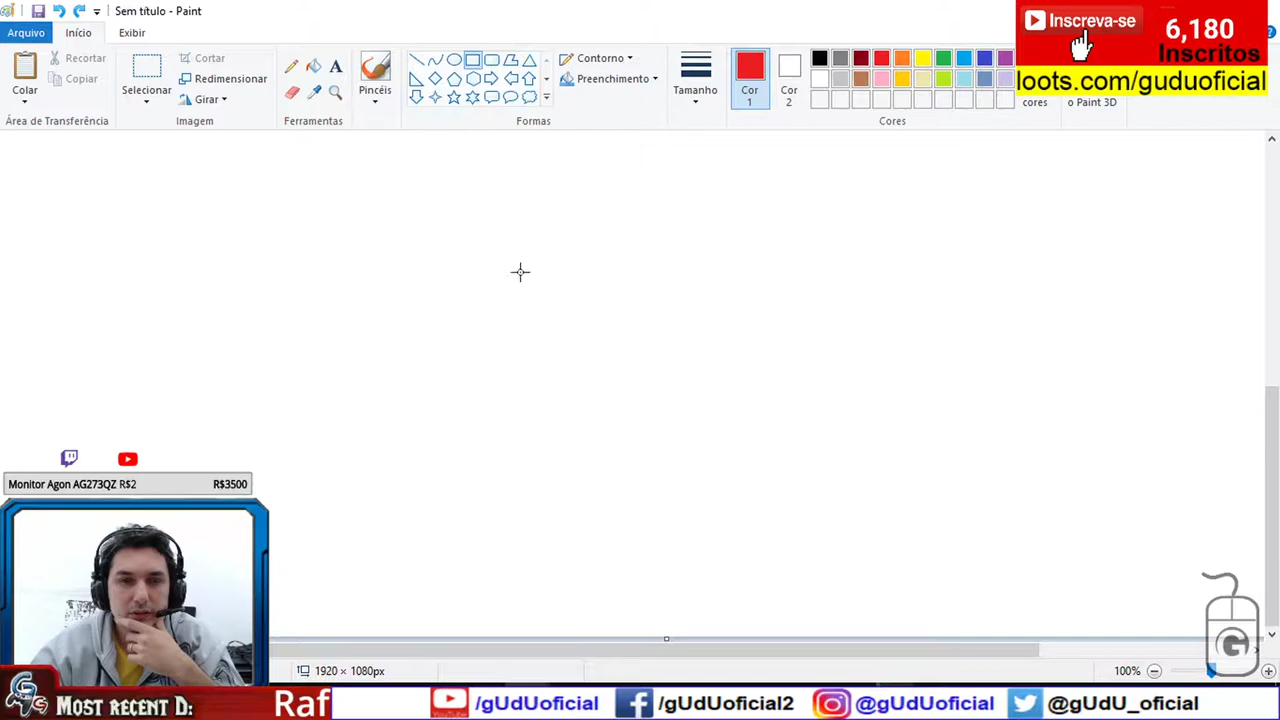 Sem título - Paint
Inscreva-se
6,180
Inscritos
loots.com/guduoficial
Arquivo Início Exibir
Colar
Recortar
Copiar
Área de Transferência
Selecionar
Cortar
Redimensionar
Girar
Imagem
Ferramentas
Pincéis
Contorno
Preenchimento
Formas
Tamanho
Cor
1
Cor
2
Cores
cores
o Paint 3D
Monitor Agon AG273QZ R$2 R$3500
1920 × 1080px
100%
G
Most recent D: Raf
YouTube
/gUdUoficial
/gUdUoficial2
@gUdUoficial
@gUdU_oficial